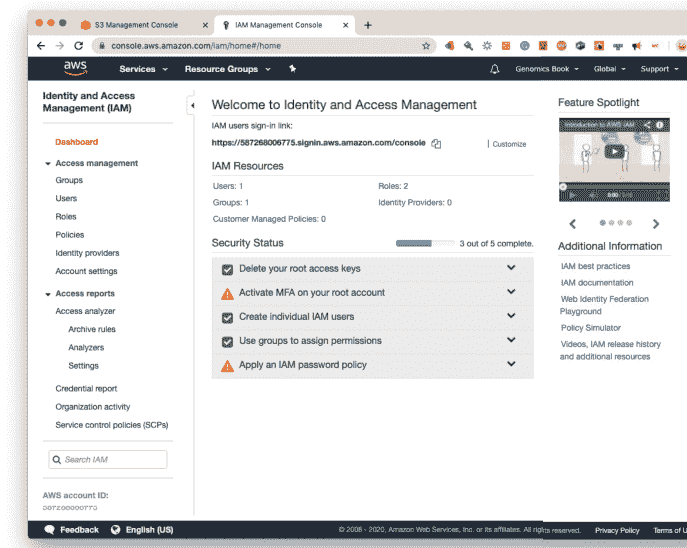 S3 Management Console
IAM Management Console
console.aws.amazon.com/iam/home#/home
aws
Services
Resource Groups
Genomics Book
Global
Support
Identity and Access
Management (IAM)
Dashboard
Access management
Groups
Users
Roles
Policies
Identity providers
Account settings
Access reports
Access analyzer
Archive rules
Analyzers
Settings
Credential report
Organization activity
Service control policies (SCPs)
Search IAM
AWS account ID:
Welcome to Identity and Access Management
IAM users sign-in link:
https://587268006775.signin.aws.amazon.com/console
Customize
IAM Resources
Users: 1
Roles: 2
Groups: 1
Identity Providers: 0
Customer Managed Policies: 0
Security Status
3 out of 5 complete.
Delete your root access keys
Activate MFA on your root account
Create individual IAM users
Use groups to assign permissions
Apply an IAM password policy
Feature Spotlight
Introduction to AWS IAM
Additional Information
IAM best practices
IAM documentation
Web Identity Federation
Playground
Policy Simulator
Videos, IAM release history
and additional resources
Feedback
English (US)
© 2008 - 2020, Amazon Web Services, Inc. or its affiliates. All rights reserved.
Privacy Policy
Terms of U